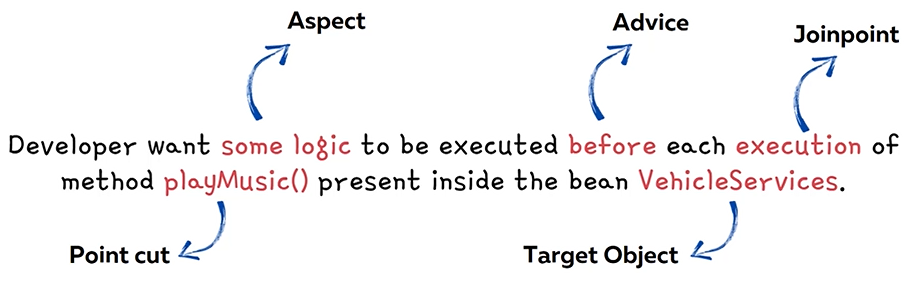 Aspect
Advice
Joinpoint
Developer want some logic to be executed before each execution of
method playMusic() present inside the bean VehicleServices.
Point cut
Target Object